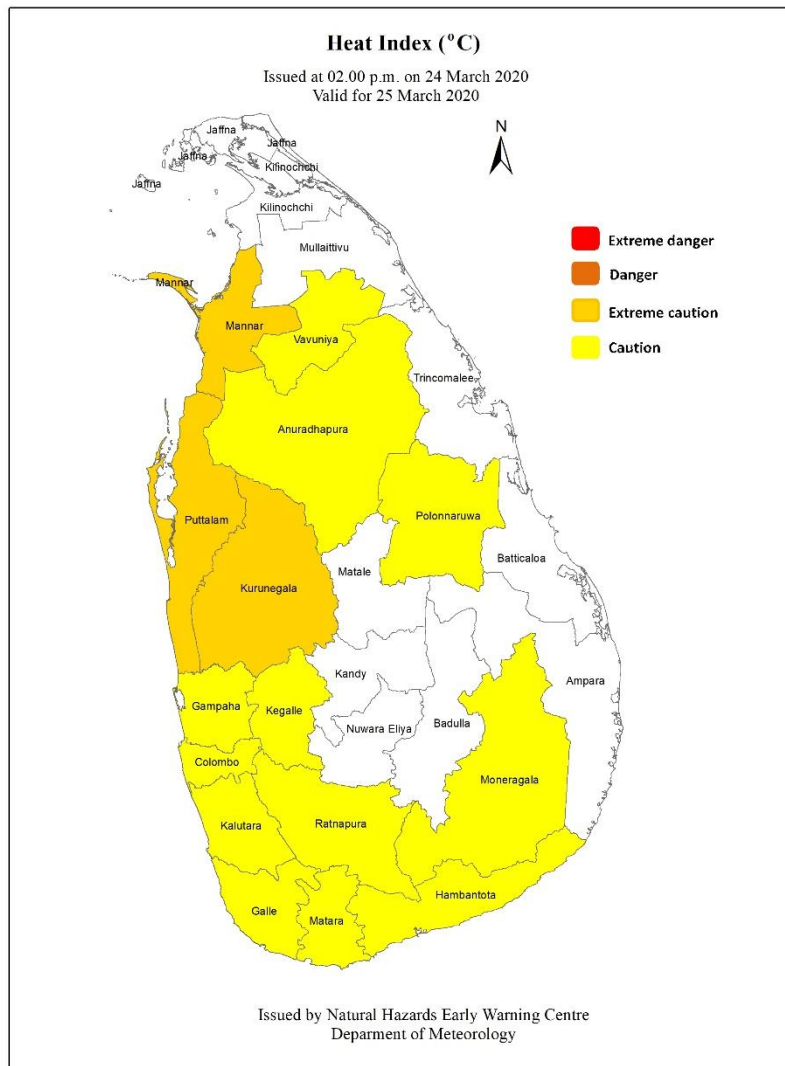 Heat Index (°C)
Issued at 02.00 p.m. on 24 March 2020
Valid for 25 March 2020
N
Jaffna
Jaffna
Jaffna
Kilinochchi
Jaffna
Kilinochchi
Mullaittivu
Extreme danger
Danger
Extreme caution
Caution
Mannar
Mannar
Vavuniya
Trincomalee
Anuradhapura
Polonnaruwa
Puttalam
Batticaloa
Matale
Kurunegala
Kandy
Ampara
Gampaha
Kegalle
Nuwara Eliya
Badulla
Colombo
Moneragala
Kalutara
Ratnapura
Hambantota
Galle
Matara
Issued by Natural Hazards Early Warning Centre
Deparment of Meteorology